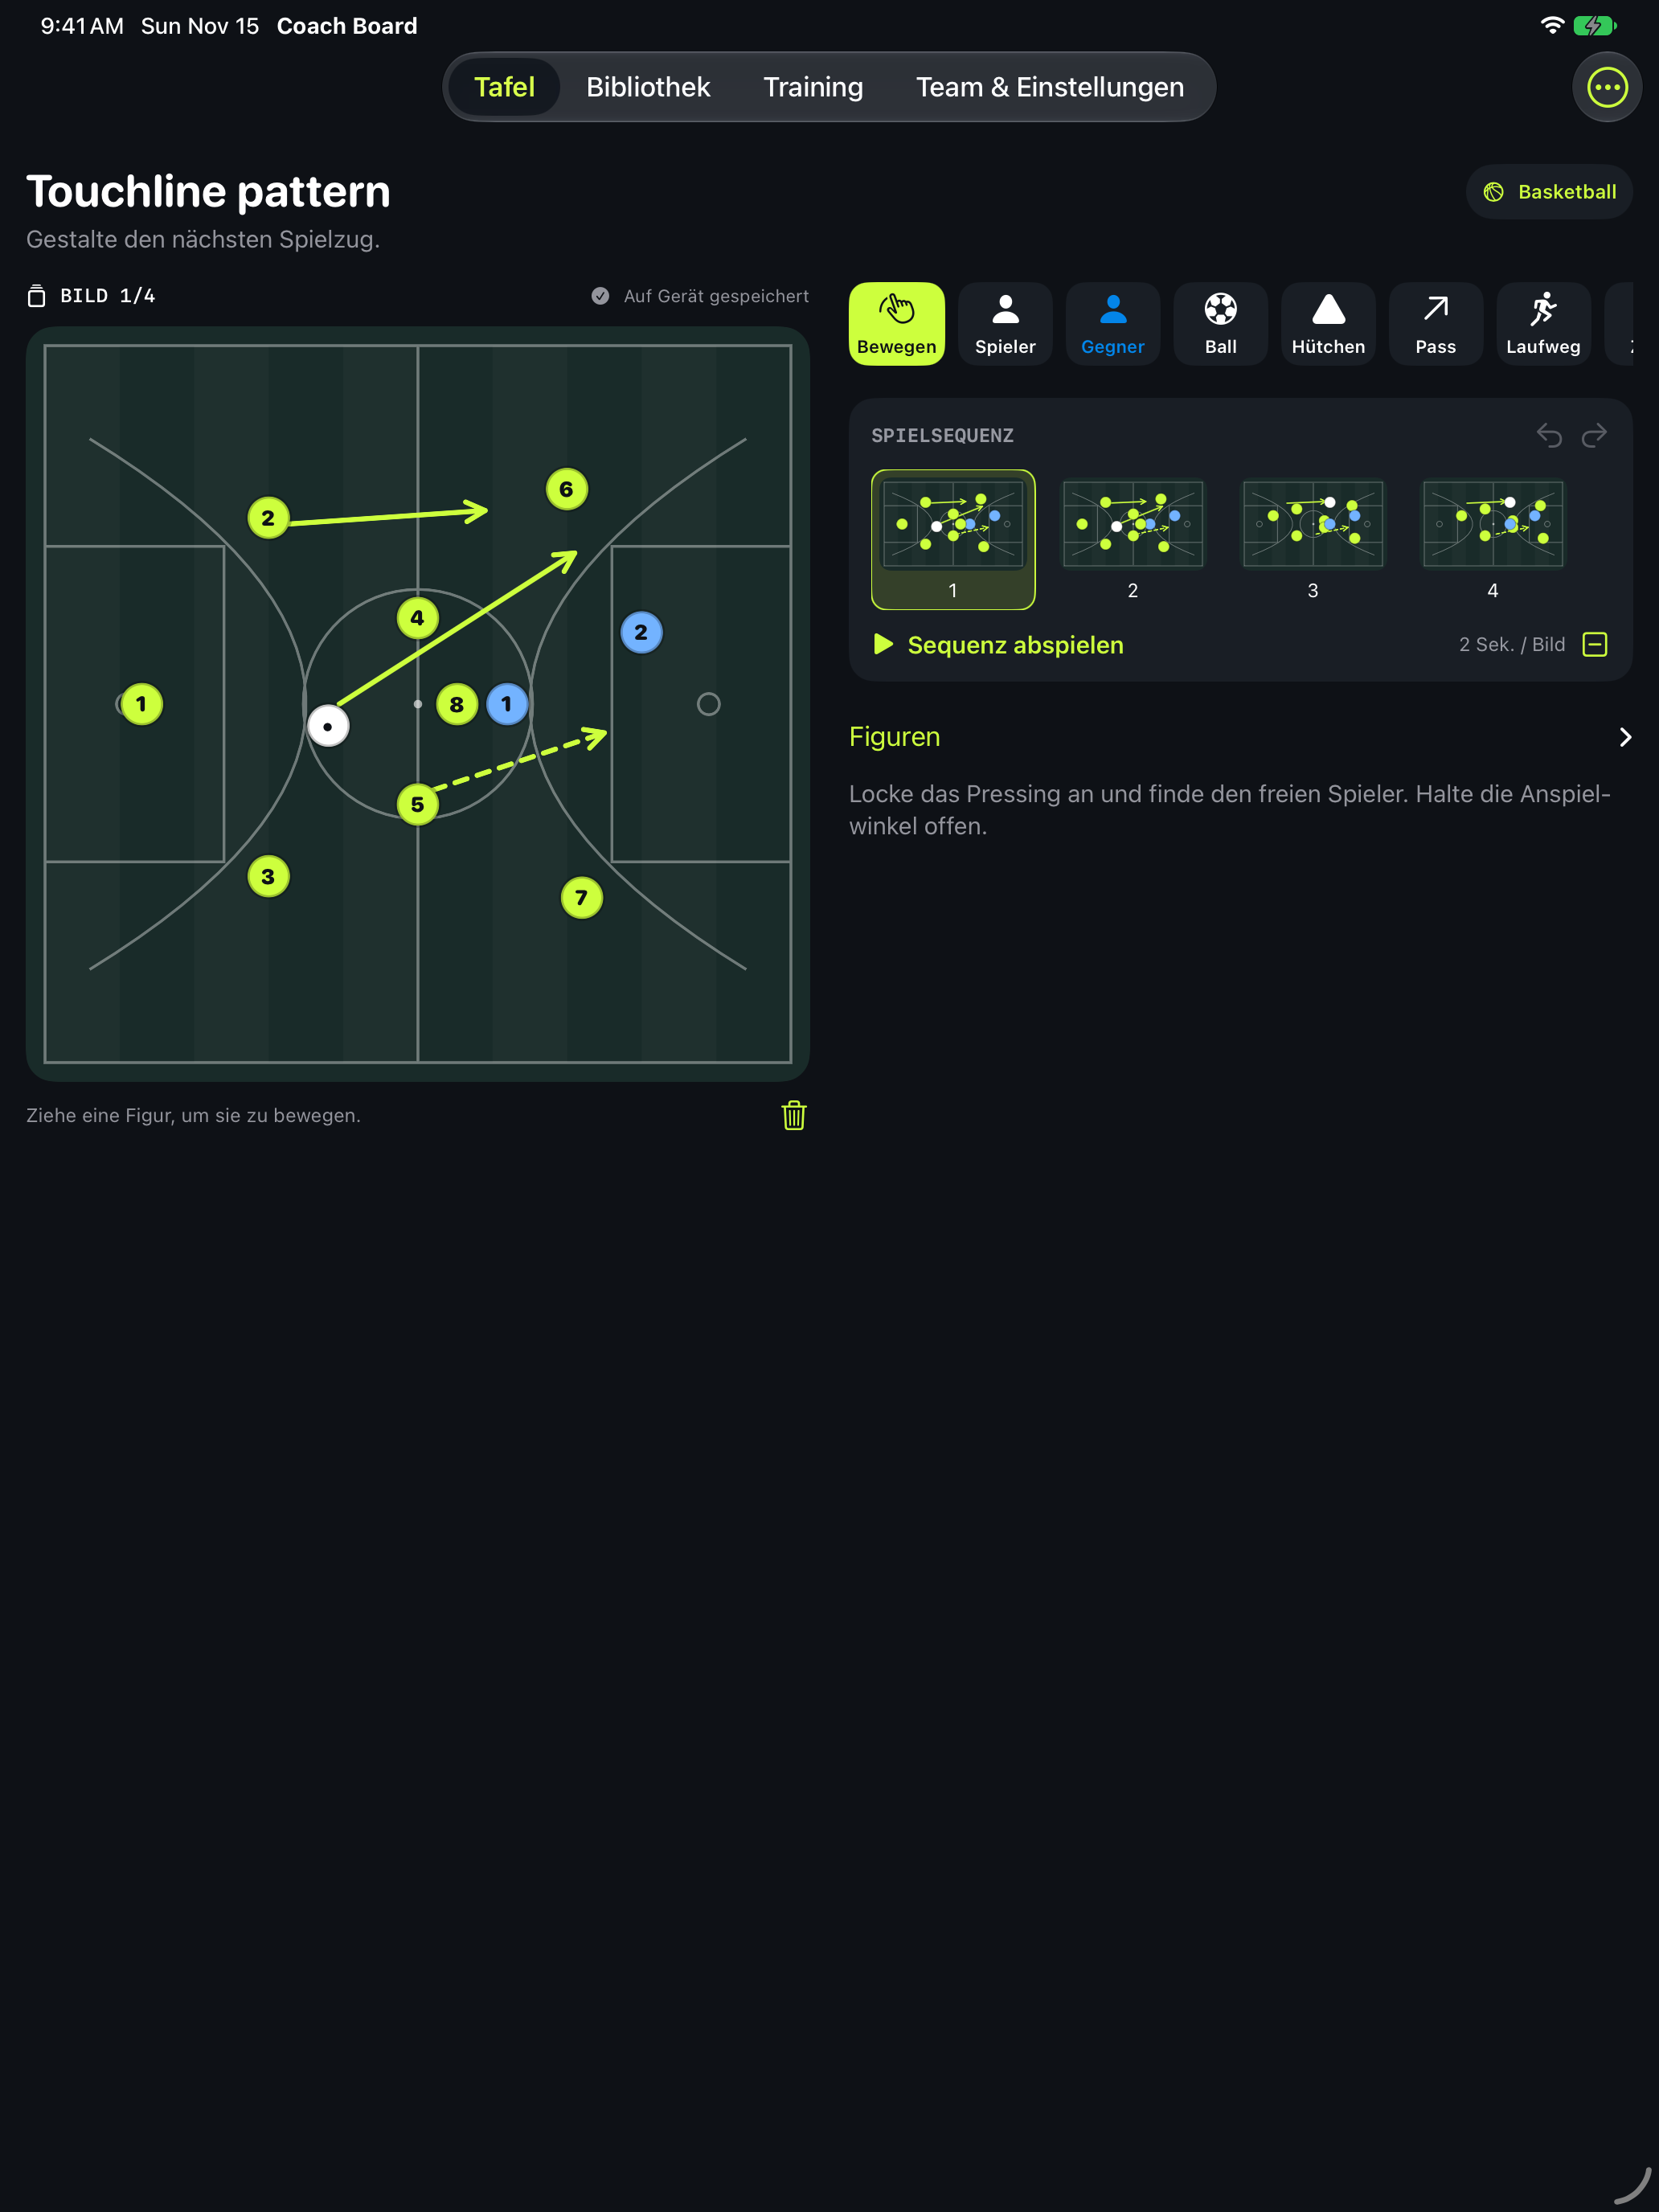 9:41 AM Sun Nov 15 Coach Board
Tafel Bibliothek Training Team & Einstellungen
Touchline pattern
Basketball
Gestalte den nächsten Spielzug.
BILD 1/4
Auf Gerät gespeichert
6
2
4
2
1
8
1
5
3
7
Ziehe eine Figur, um sie zu bewegen.
Bewegen Spieler Gegner Ball Hütchen Pass Laufweg
SPIELSEQUENZ
1 2 3 4
Sequenz abspielen
2 Sek. / Bild
Figuren
Locke das Pressing an und finde den freien Spieler. Halte die Anspiel-
winkel offen.